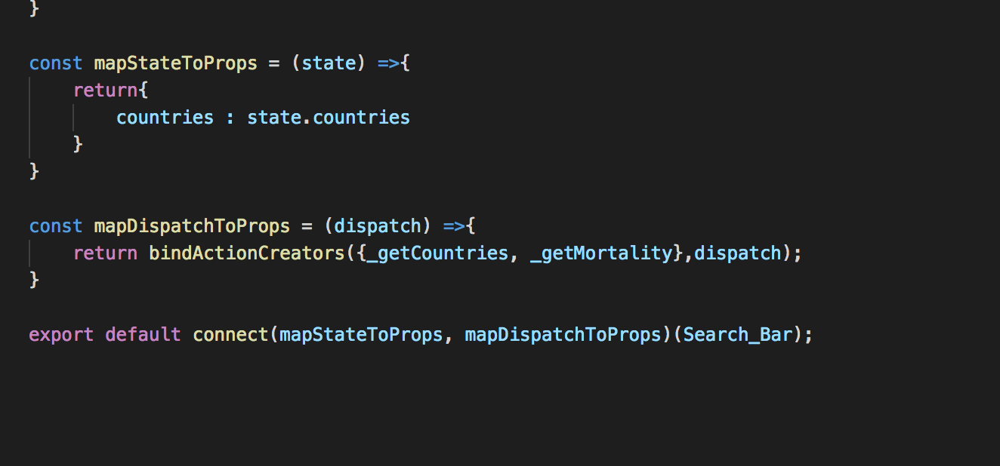 }
const mapStateToProps = (state) =>{
return{
countries : state.countries
}
}
const mapDispatchToProps = (dispatch) =>{
return bindActionCreators({_getCountries, _getMortality},dispatch);
}
export default connect(mapStateToProps, mapDispatchToProps)(Search_Bar);